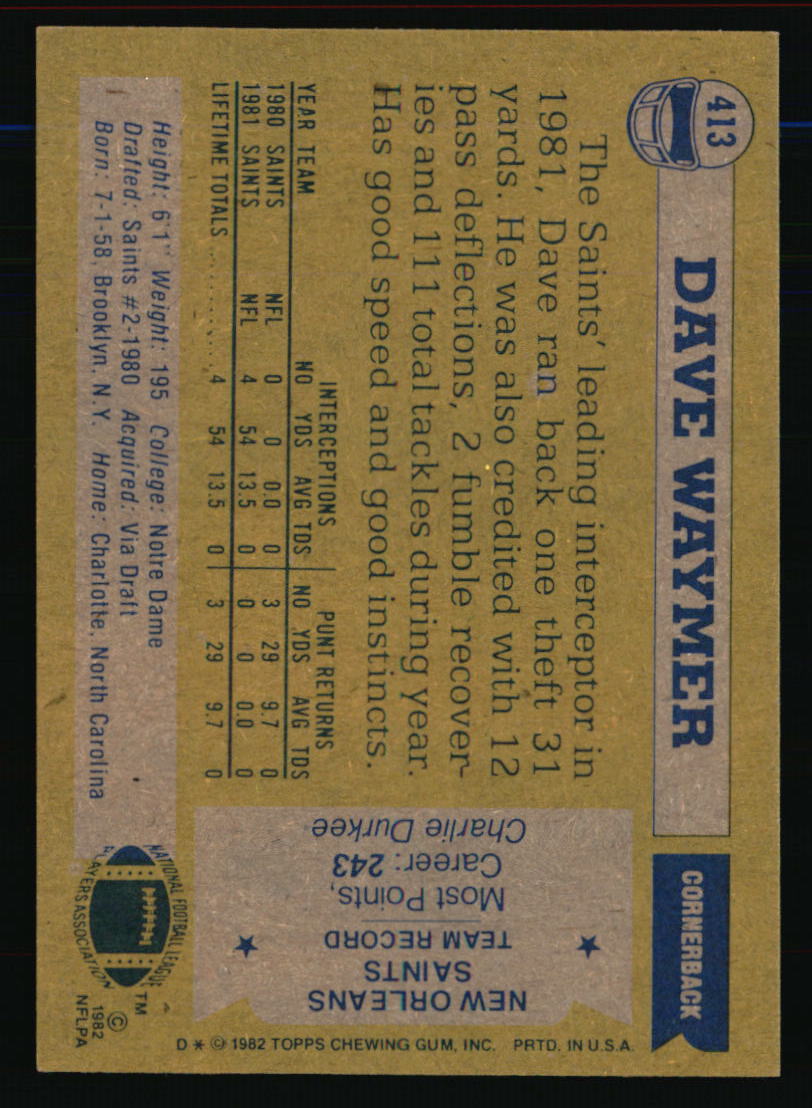 413
DAVE WAYMER
CORNERBACK
The Saints' leading interceptor in
1981, Dave ran back one theft 31
yards. He was also credited with 12
pass deflections, 2 fumble recover-
ies and 111 total tackles during year.
Has good speed and good instincts.
INTERCEPTIONS PUNT RETURNS
YEAR TEAM NO YDS AVG TDS NO YDS AVG TDS
1980 SAINTS NFL 0 0 0.0 0 3 29 9.7 0
1981 SAINTS NFL 4 54 13.5 0 0 0 0.0 0
LIFETIME TOTALS .......... 4 54 13.5 0 3 29 9.7 0
Height: 6'1" Weight: 195 College: Notre Dame
Drafted: Saints #2-1980 Acquired: Via Draft
Born: 7-1-58, Brooklyn, N.Y. Home: Charlotte, North Carolina
NEW ORLEANS
SAINTS
TEAM RECORD
Most Points,
Career: 243
Charlie Durkee
NATIONAL FOOTBALL LEAGUE
PLAYERS ASSOCIATION
TM
©
1982
NFLPA
D * © 1982 TOPPS CHEWING GUM, INC. PRTD. IN U.S.A.